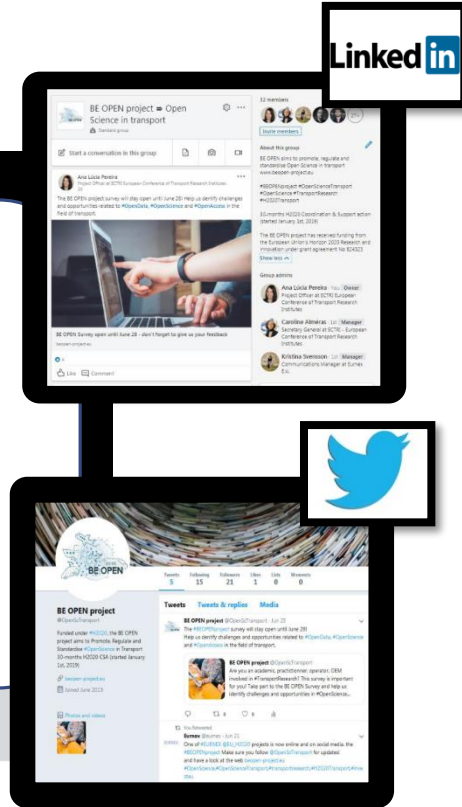 Linked in
BE OPEN project = Open
Science in transport
Standard group
Start a conversation in this group
Ana Lúcia Pereira
Project Officer at ECTRI European Conference of Transport Research Institutes
The BE OPEN project survey will stay open until June 28! Help us identify challenges
and opportunities related to #OpenData, #OpenScience and #OpenAccess in the
field of transport.
BE OPEN Survey open until June 28 - don't forget to give us your feedback
beopen-project.eu
Like Comment
12 members
Invite members
About this group
BE OPEN aims to promote, regulate and
standardise Open science in transport
www.beopen-project.eu
#BEOPENproject #OpenScienceTransport
#OpenScience #TransportResearch
#H2020Transport
30-months H2020 Coordination & Support action
(started January 1st, 2019)
The BE OPEN project has received funding from
the European Union's Horizon 2020 Research and
Innovation under grant agreement No 824323
Show less
Group admins
Ana Lúcia Pereira You Owner
Project Officer at ECTRI European
Conference of Transport Research
Institutes
Caroline Alméras 1st Manager
Secretary General at ECTRI - European
Conference of Transport Research
Institutes
Kristina Svensson 1st Manager
Communications Manager at Eurnex
E.V.
BE OPEN
Tweets Following Followers Likes Lists Moments
5 15 21 1 0 0
BE OPEN project
@OpenSciTransport
Funded under #H2020, the BE OPEN
project aims to Promote, Regulate and
Standardise #OpenScience in Transport
30-months H2020 CSA (started January
1st, 2019)
beopen-project.eu
Joined June 2019
Photos and videos
Tweets Tweets & replies Media
BE OPEN project @OpenSciTransport · Jun 25
The #BEOPENproject survey will stay open until June 28!
Help us identify challenges and opportunities related to #OpenData, #OpenScience
and #OpenAccess in the field of transport.
BE OPEN project @OpenSciTransport
Are you an academic, practitioner, operator, OEM
involved in #TransportResearch? This survey is important
for you! Take part to the BE OPEN Survey and help us
identify challenges and opportunities in #OpenScience...
You Retweeted
Eurnex @eurnex · Jun 21
One of #EURNEX @EU_H2020 projects is now online and on social media, the
#BEOPENproject Make sure you follow @OpenSciTransport for updated
and have a look at the web beopen-project.eu